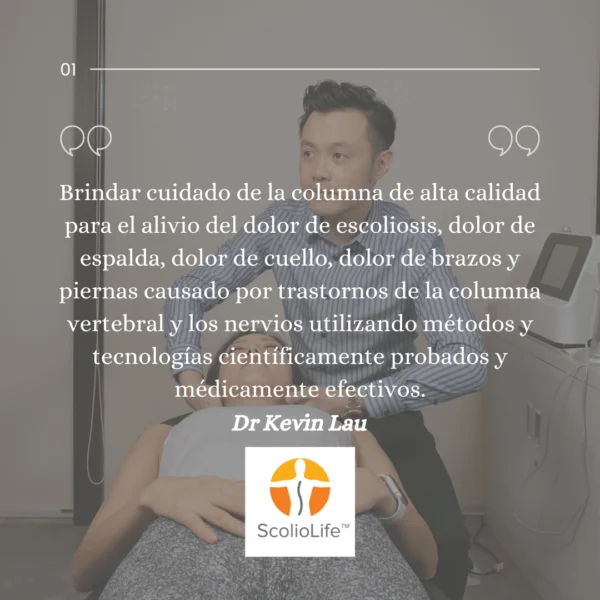 01
Brindar cuidado de la columna de alta calidad
para el alivio del dolor de escoliosis, dolor de
espalda, dolor de cuello, dolor de brazos y
piernas causado por trastornos de la columna
vertebral y los nervios utilizando métodos y
tecnologías científicamente probados y
médicamente efectivos.
Dr Kevin Lau
ScolioLife™